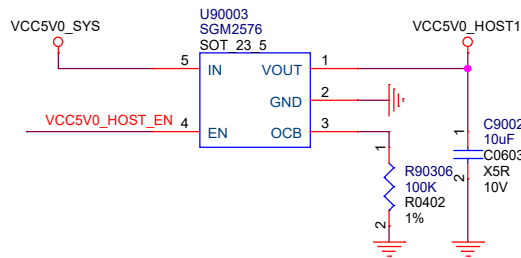 VCC5V0_SYS
U90003
SGM2576
SOT_23_5
VCC5V0_HOST1
5 IN VOUT 1
GND 2
VCC5V0_HOST_EN 4 EN OCB 3
1
R90306
100K
R0402
1%
2
1
C9002
10uF
C0603
X5R
10V
2